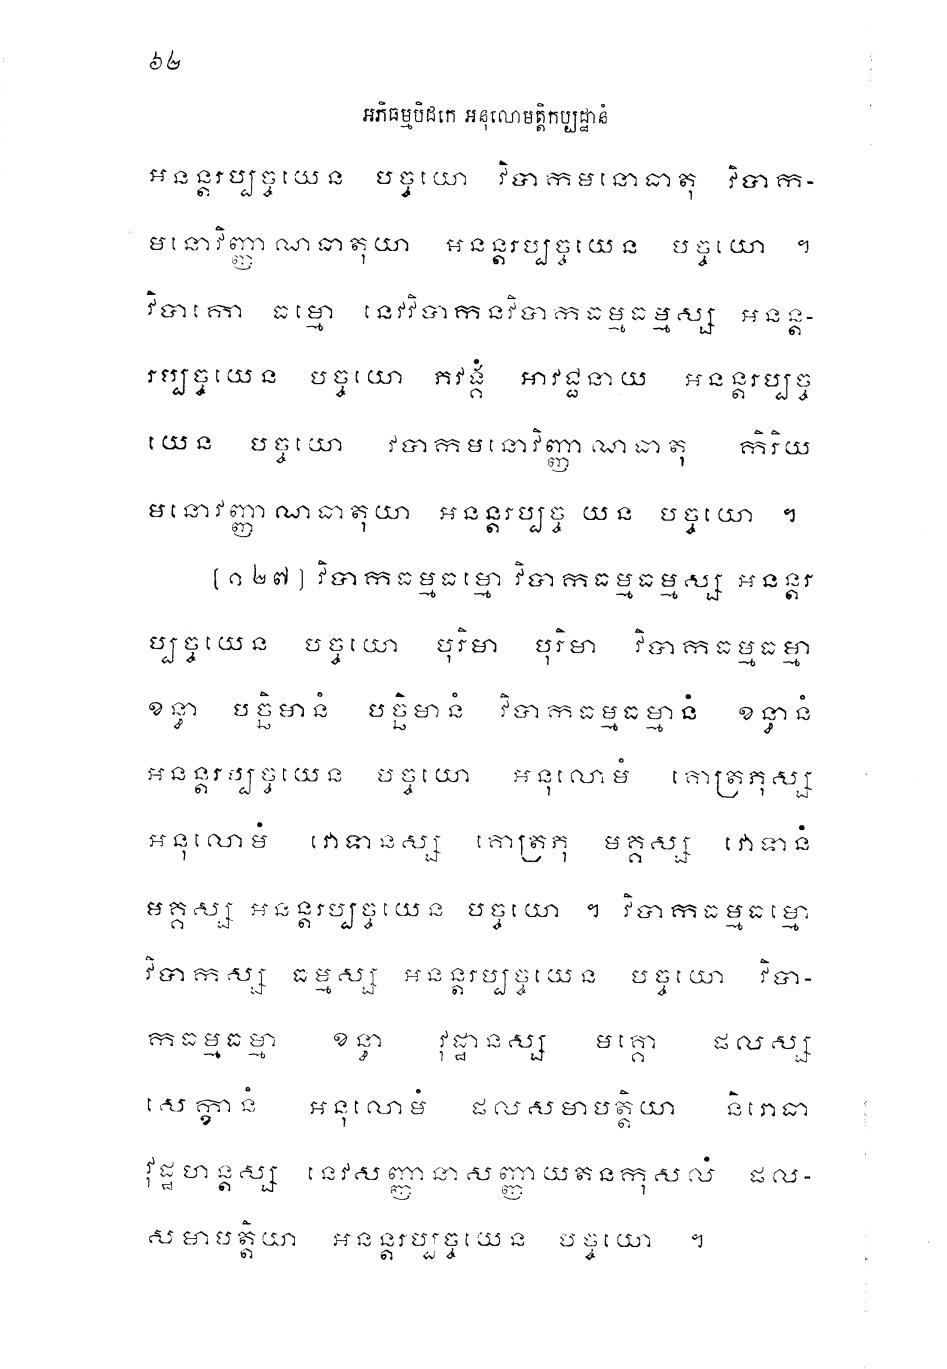 ៦២
អភិធម្មបិដកេ អនុលោមត្តិកប្បដ្ឋានំ
អនន្តរប្បច្ចយេន បច្ចយោ វិបាកមនោធាតុ វិបាក-
មនោវិញ្ញាណធាតុយា អនន្តរប្បច្ចយេន បច្ចយោ ។
វិបាកោ ធម្មោ នេវវិបាកនវិបាកធម្មធម្មស្ស អនន្ត-
រប្បច្ចយេន បច្ចយោ ភវង្គំ អាវជ្ជនាយ អនន្តរប្បច្ច
យេន បច្ចយោ វបាកមនោវិញ្ញាណធាតុ កិរិយ
មនោវញ្ញាណធាតុយា អនន្តរប្បច្ច យន បច្ចយោ ។
[១២៧] វិបាកធម្មធម្មោ វិបាកធម្មធម្មស្ស អនន្តរ
ប្បច្ចយេន បច្ចយោ បុរិមា បុរិមា វិបាកធម្មធម្មា
ខន្ធា បច្ឆិមានំ បច្ឆិមានំ វិបាកធម្មធម្មានំ ខន្ធានំ
អនន្តរប្បច្ចយេន បច្ចយោ អនុលោមំ គោត្រភុស្ស
អនុលោមំ វោទានស្ស គោត្រភុ មគ្គស្ស វោទានំ
មគ្គស្ស អនន្តរប្បច្ចយេន បច្ចយោ ។ វិបាកធម្មធម្មោ
វិបាកស្ស ធម្មស្ស អនន្តរប្បច្ចយេន បច្ចយោ វិបា-
កធម្មធម្មា ខន្ធា វុដ្ឋានស្ស មគ្គោ ផលស្ស
សេក្ខានំ អនុលោមំ ផលសមាបត្តិយា និរោធា
វុដ្ឋហន្តស្ស នេវសញ្ញានាសញ្ញាយតនកុសលំ ផល-
សមាបត្តិយា អនន្តរប្បច្ចយេន បច្ចយោ ។